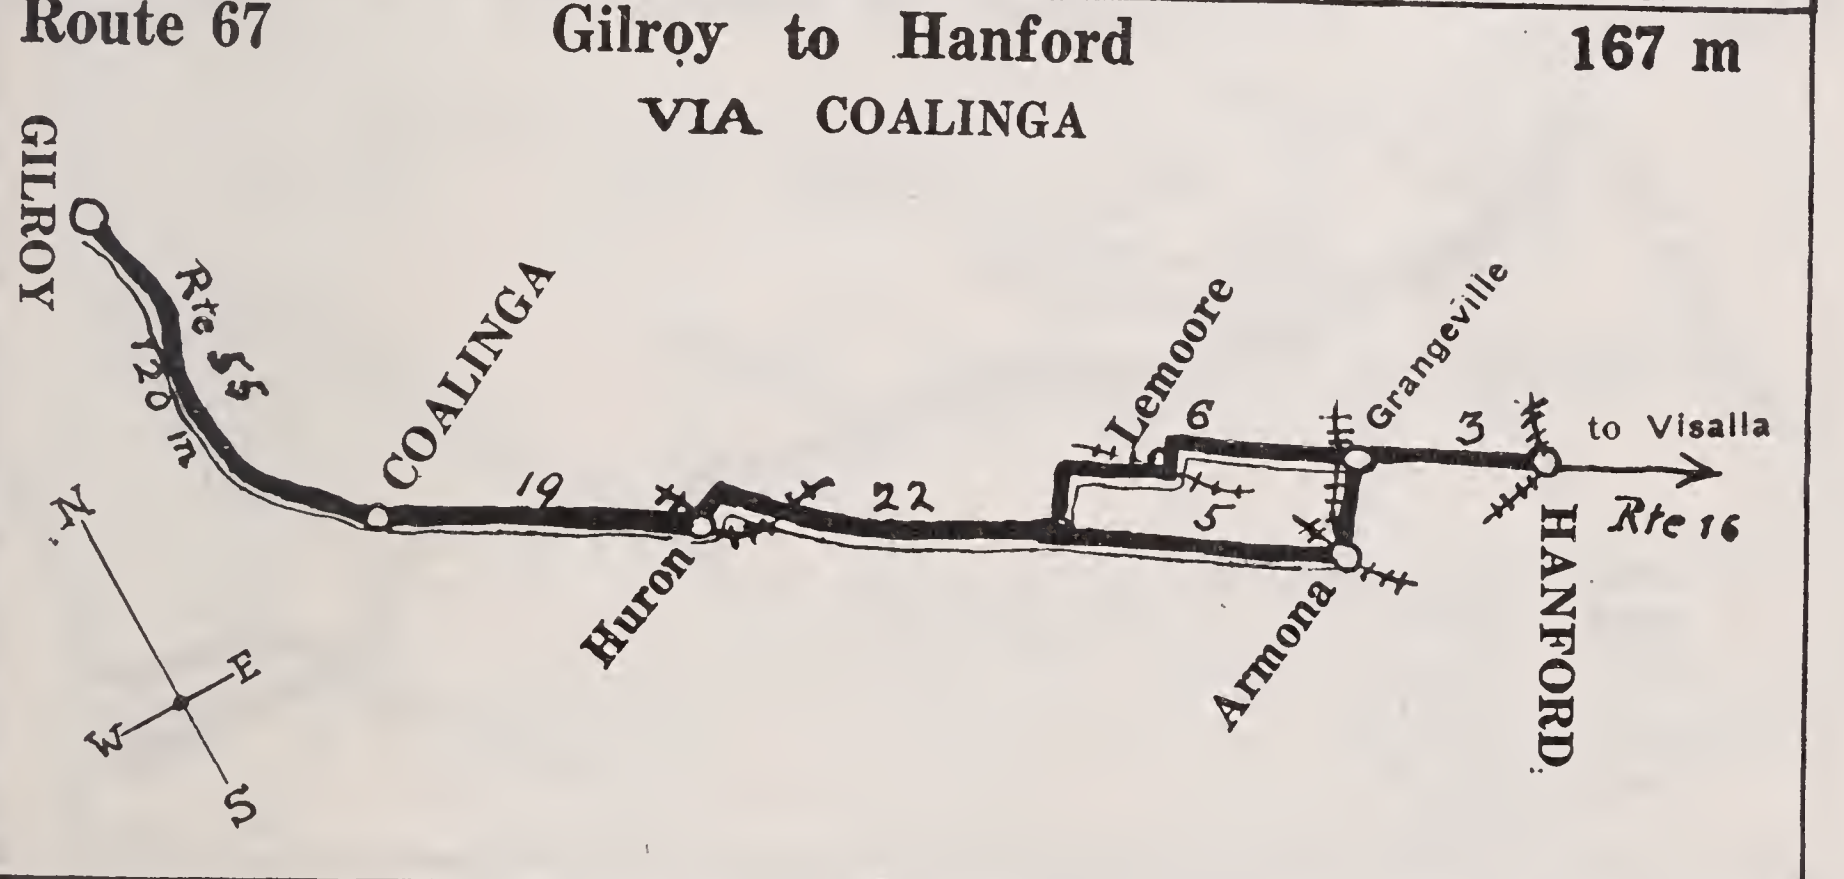 Route 67
Gilroy to Hanford
167 m
VIA COALINGA
GILROY
Rte 55
120 m
COALINGA
19
Huron
22
Lemoore
6
5
Grangeville
3
Armona
HANFORD
to Visalla
Rte 16
N
E
W
S